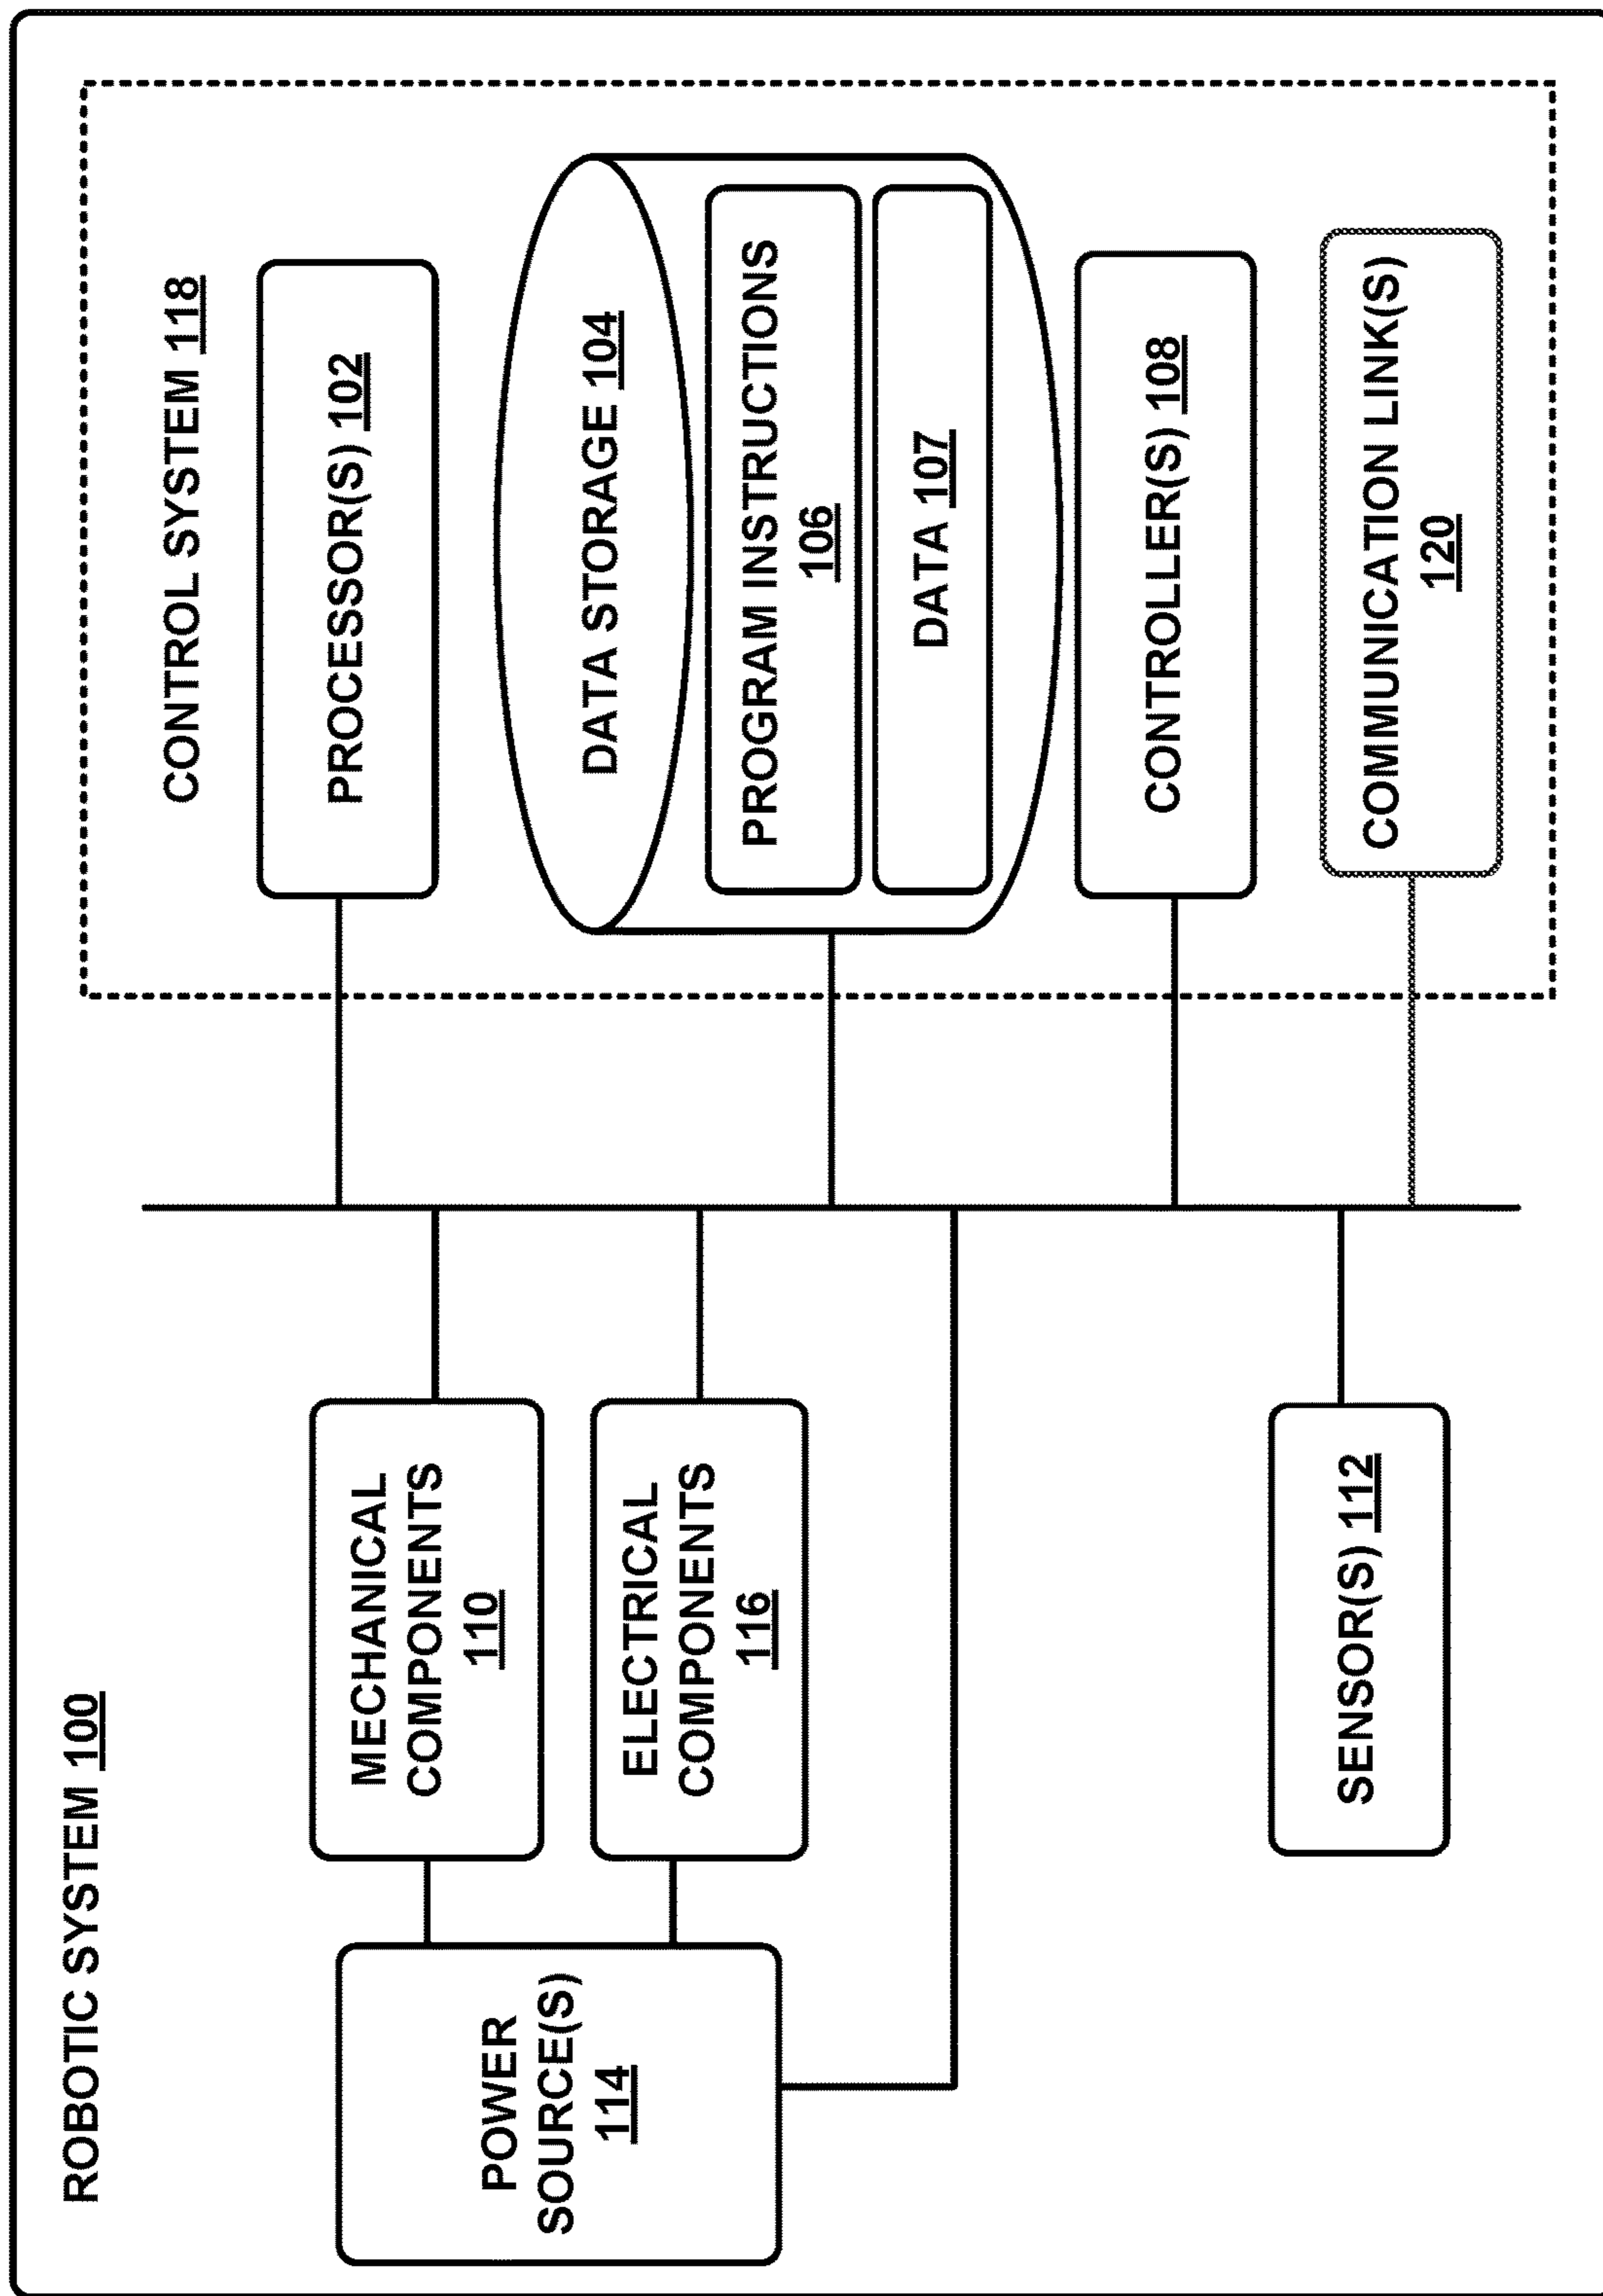 ROBOTIC SYSTEM 100
CONTROL SYSTEM 118
PROCESSOR(S) 102
DATA STORAGE 104
PROGRAM INSTRUCTIONS
106
DATA 107
CONTROLLER(S) 108
COMMUNICATION LINK(S)
120
MECHANICAL
COMPONENTS
110
ELECTRICAL
COMPONENTS
116
POWER
SOURCE(S)
114
SENSOR(S) 112